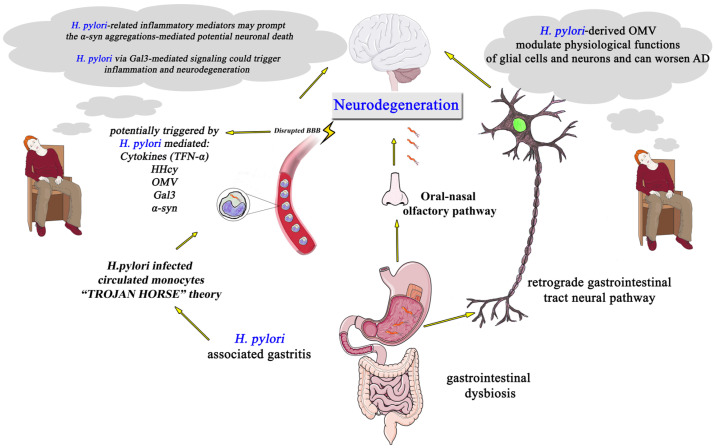 H. pylori-related inflammatory mediators may prompt
the α-syn aggregations-mediated potential neuronal death
H. pylori via Gal3-mediated signaling could trigger
inflammation and neurodegeneration
H. pylori-derived OMV
modulate physiological functions
of glial cells and neurons and can worsen AD
Neurodegeneration
potentially triggered by
H. pylori mediated:
Cytokines (TFN-α)
HHcy
OMV
Gal3
α-syn
Disrupted BBB
Oral-nasal
olfactory pathway
H.pylori infected
circulated monocytes
“TROJAN HORSE” theory
retrograde gastrointestinal
tract neural pathway
H. pylori
associated gastritis
gastrointestinal
dysbiosis